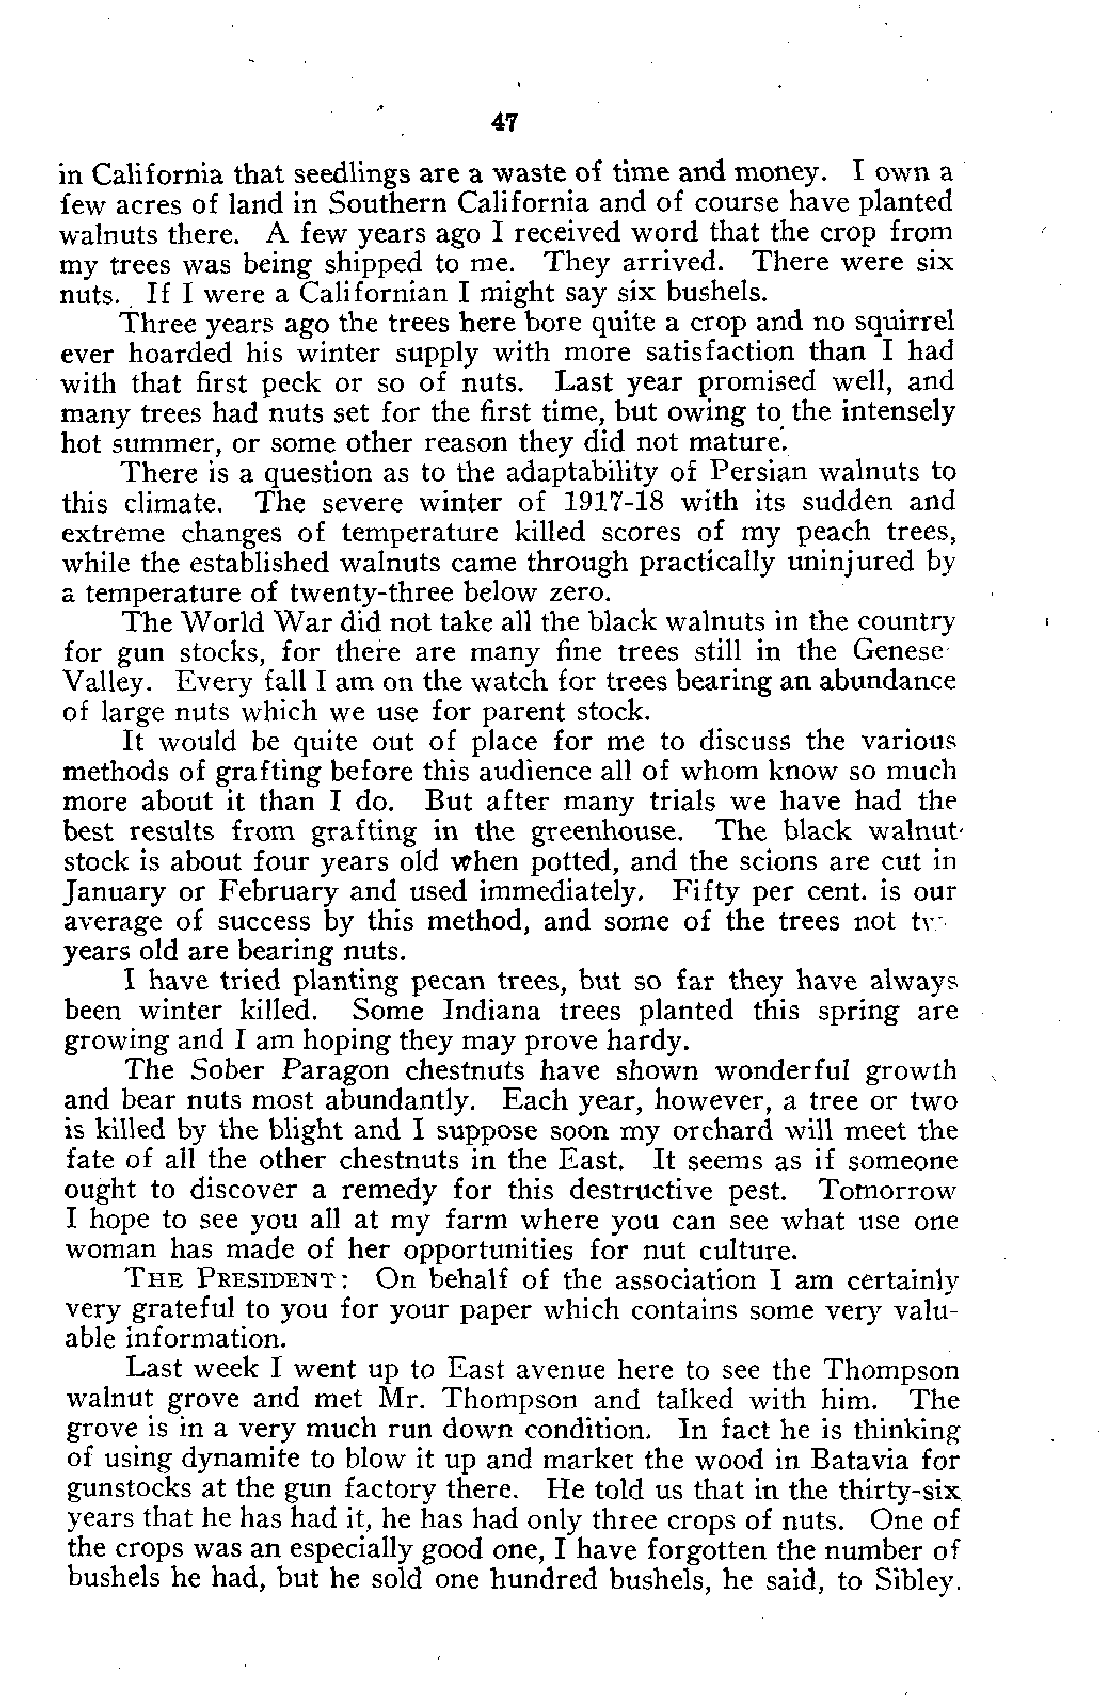 47
in California that seedlings are a waste of time and money. I own a
few acres of land in Southern California and of course have planted
walnuts there. A few years ago I received word that the crop from
my trees was being shipped to me. They arrived. There were six
nuts. If I were a Californian I might say six bushels.
Three years ago the trees here bore quite a crop and no squirrel
ever hoarded his winter supply with more satisfaction than I had
with that first peck or so of nuts. Last year promised well, and
many trees had nuts set for the first time, but owing to the intensely
hot summer, or some other reason they did not mature.
There is a question as to the adaptability of Persian walnuts to
this climate. The severe winter of 1917-18 with its sudden and
extreme changes of temperature killed scores of my peach trees,
while the established walnuts came through practically uninjured by
a temperature of twenty-three below zero.
The World War did not take all the black walnuts in the country
for gun stocks, for there are many fine trees still in the Genese
Valley. Every fall I am on the watch for trees bearing an abundance
of large nuts which we use for parent stock.
It would be quite out of place for me to discuss the various
methods of grafting before this audience all of whom know so much
more about it than I do. But after many trials we have had the
best results from grafting in the greenhouse. The black walnut
stock is about four years old when potted, and the scions are cut in
January or February and used immediately. Fifty per cent. is our
average of success by this method, and some of the trees not
years old are bearing nuts.
I have tried planting pecan trees, but so far they have always
been winter killed. Some Indiana trees planted this spring are
growing and I am hoping they may prove hardy.
The Sober Paragon chestnuts have shown wonderful growth
and bear nuts most abundantly. Each year, however, a tree or two
is killed by the blight and I suppose soon my orchard will meet the
fate of all the other chestnuts in the East. It seems as if someone
ought to discover a remedy for this destructive pest. Tomorrow
I hope to see you all at my farm where you can see what use one
woman has made of her opportunities for nut culture.
THE PRESIDENT: On behalf of the association I am certainly
very grateful to you for your paper which contains some very valu-
able information.
Last week I went up to East avenue here to see the Thompson
walnut grove and met Mr. Thompson and talked with him. The
grove is in a very much run down condition. In fact he is thinking
of using dynamite to blow it up and market the wood in Batavia for
gunstocks at the gun factory there. He told us that in the thirty-six
years that he has had it, he has had only three crops of nuts. One of
the crops was an especially good one, I have forgotten the number of
bushels he had, but he sold one hundred bushels, he said, to Sibley.